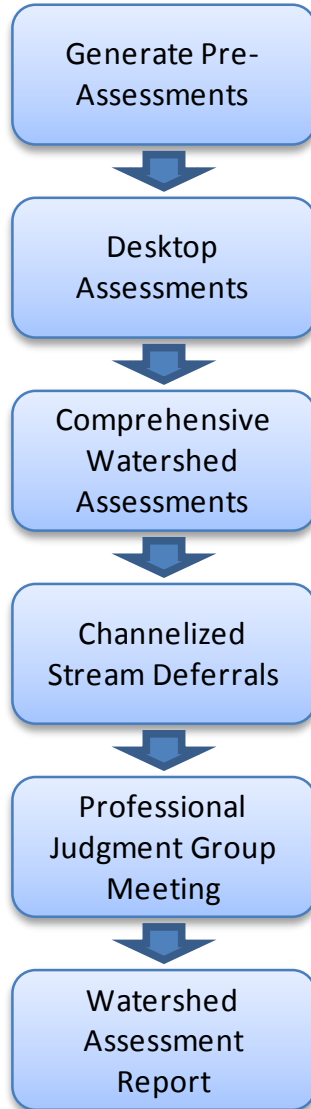 Generate Pre-
Assessments
Desktop
Assessments
Comprehensive
Watershed
Assessments
Channelized
Stream Deferrals
Professional
Judgment Group
Meeting
Watershed
Assessment
Report